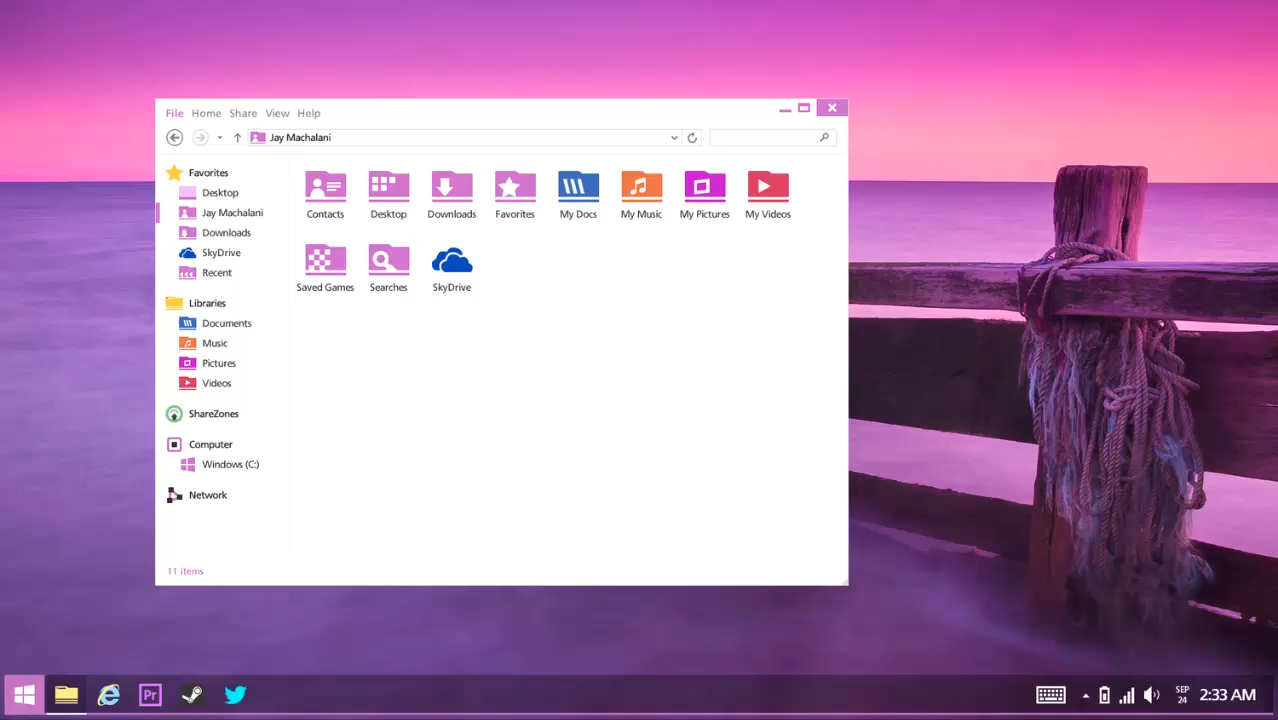 File Home Share View Help
Jay Machalani
Favorites
Desktop
Jay Machalani
Downloads
SkyDrive
Recent
Libraries
Documents
Music
Pictures
Videos
ShareZones
Computer
Windows (C:)
Network
Contacts Desktop Downloads Favorites My Docs My Music My Pictures My Videos
Saved Games Searches SkyDrive
11 items
Pr
SEP
24
2:33 AM